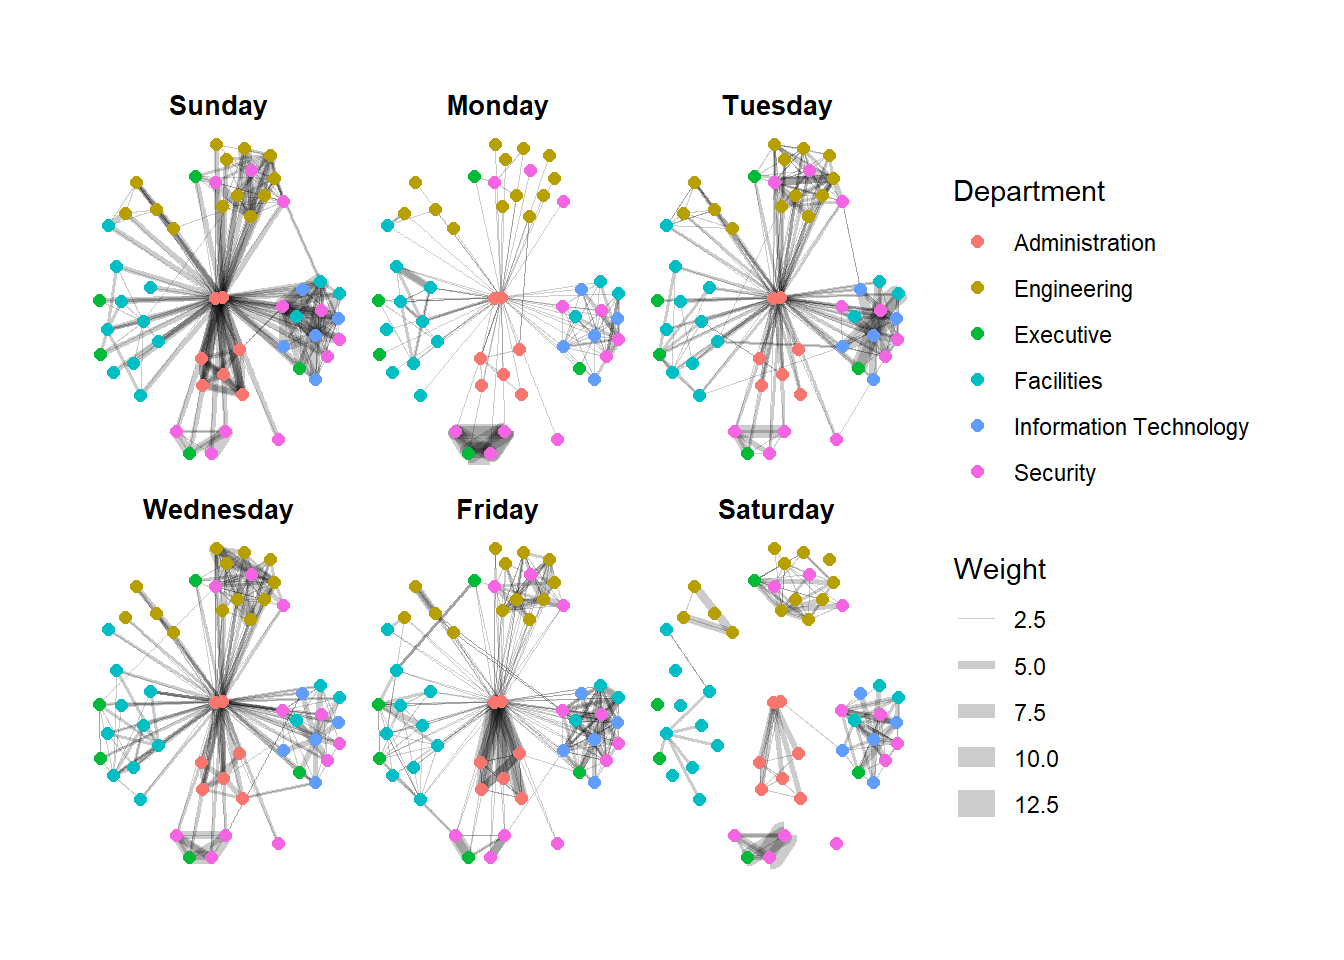 Sunday
Monday
Tuesday
Wednesday
Friday
Saturday
Department
Administration
Engineering
Executive
Facilities
Information Technology
Security
Weight
2.5
5.0
7.5
10.0
12.5